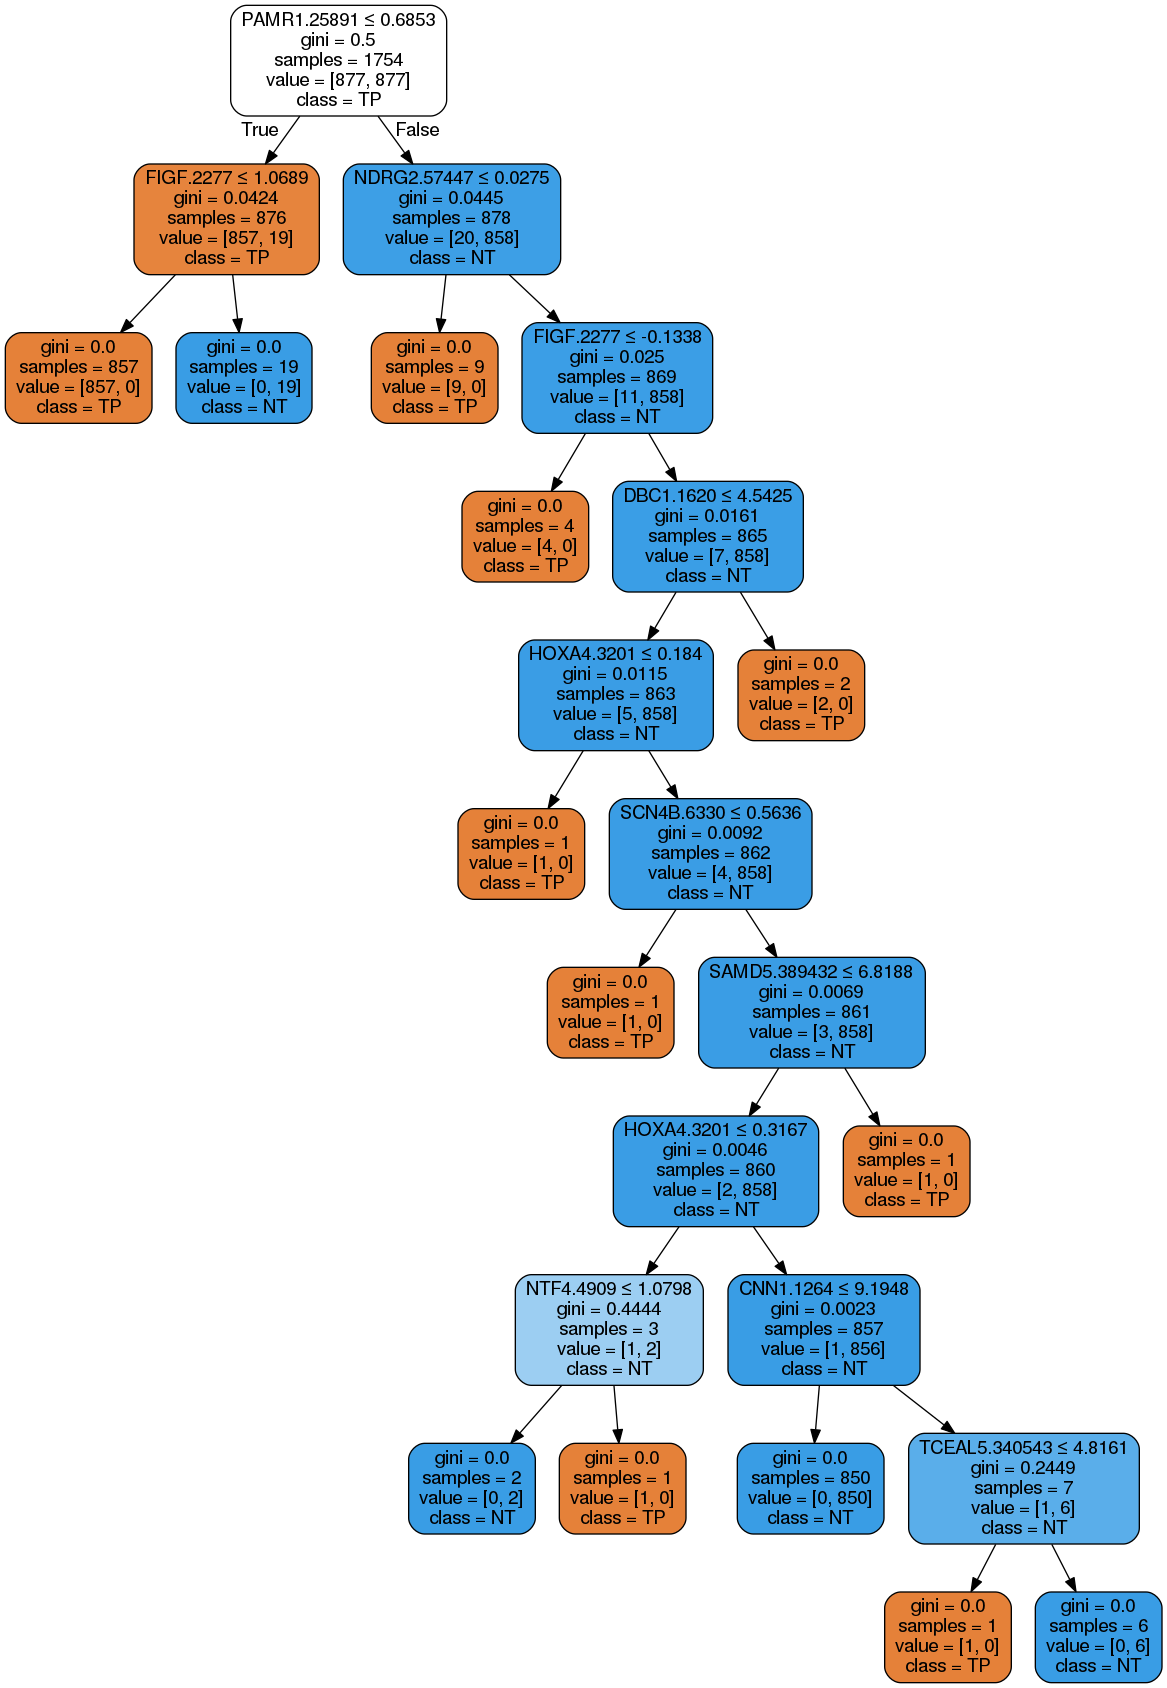 PAMR1.25891 ≤ 0.6853
gini = 0.5
samples = 1754
value = [877, 877]
class = TP
True
False
FIGF.2277 ≤ 1.0689
gini = 0.0424
samples = 876
value = [857, 19]
class = TP
NDRG2.57447 ≤ 0.0275
gini = 0.0445
samples = 878
value = [20, 858]
class = NT
gini = 0.0
samples = 857
value = [857, 0]
class = TP
gini = 0.0
samples = 19
value = [0, 19]
class = NT
gini = 0.0
samples = 9
value = [9, 0]
class = TP
FIGF.2277 ≤ -0.1338
gini = 0.025
samples = 869
value = [11, 858]
class = NT
gini = 0.0
samples = 4
value = [4, 0]
class = TP
DBC1.1620 ≤ 4.5425
gini = 0.0161
samples = 865
value = [7, 858]
class = NT
HOXA4.3201 ≤ 0.184
gini = 0.0115
samples = 863
value = [5, 858]
class = NT
gini = 0.0
samples = 2
value = [2, 0]
class = TP
gini = 0.0
samples = 1
value = [1, 0]
class = TP
SCN4B.6330 ≤ 0.5636
gini = 0.0092
samples = 862
value = [4, 858]
class = NT
gini = 0.0
samples = 1
value = [1, 0]
class = TP
SAMD5.389432 ≤ 6.8188
gini = 0.0069
samples = 861
value = [3, 858]
class = NT
HOXA4.3201 ≤ 0.3167
gini = 0.0046
samples = 860
value = [2, 858]
class = NT
gini = 0.0
samples = 1
value = [1, 0]
class = TP
NTF4.4909 ≤ 1.0798
gini = 0.4444
samples = 3
value = [1, 2]
class = NT
CNN1.1264 ≤ 9.1948
gini = 0.0023
samples = 857
value = [1, 856]
class = NT
gini = 0.0
samples = 2
value = [0, 2]
class = NT
gini = 0.0
samples = 1
value = [1, 0]
class = TP
gini = 0.0
samples = 850
value = [0, 850]
class = NT
TCEAL5.340543 ≤ 4.8161
gini = 0.2449
samples = 7
value = [1, 6]
class = NT
gini = 0.0
samples = 1
value = [1, 0]
class = TP
gini = 0.0
samples = 6
value = [0, 6]
class = NT